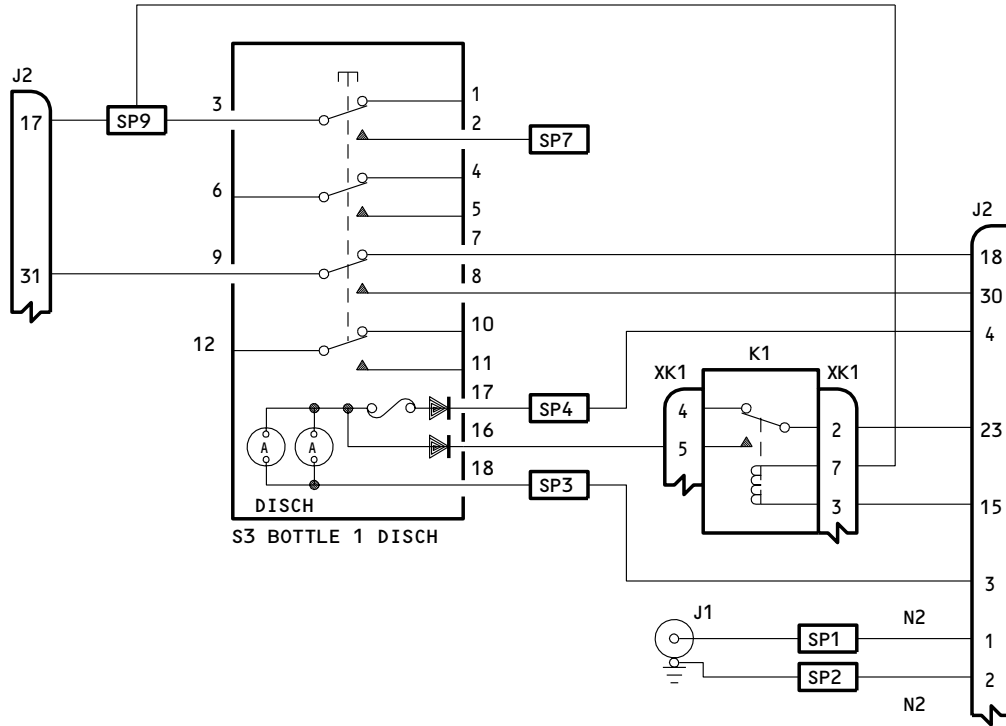 J2
17
SP9
3
1
2
SP7
6
4
5
J2
7
18
31
9
8
30
10
4
12
11
K1
XK1
XK1
17
SP4
4
2
23
16
5
A
A
18
7
SP3
3
15
DISCH
S3 BOTTLE 1 DISCH
3
J1
N2
SP1
1
SP2
2
N2